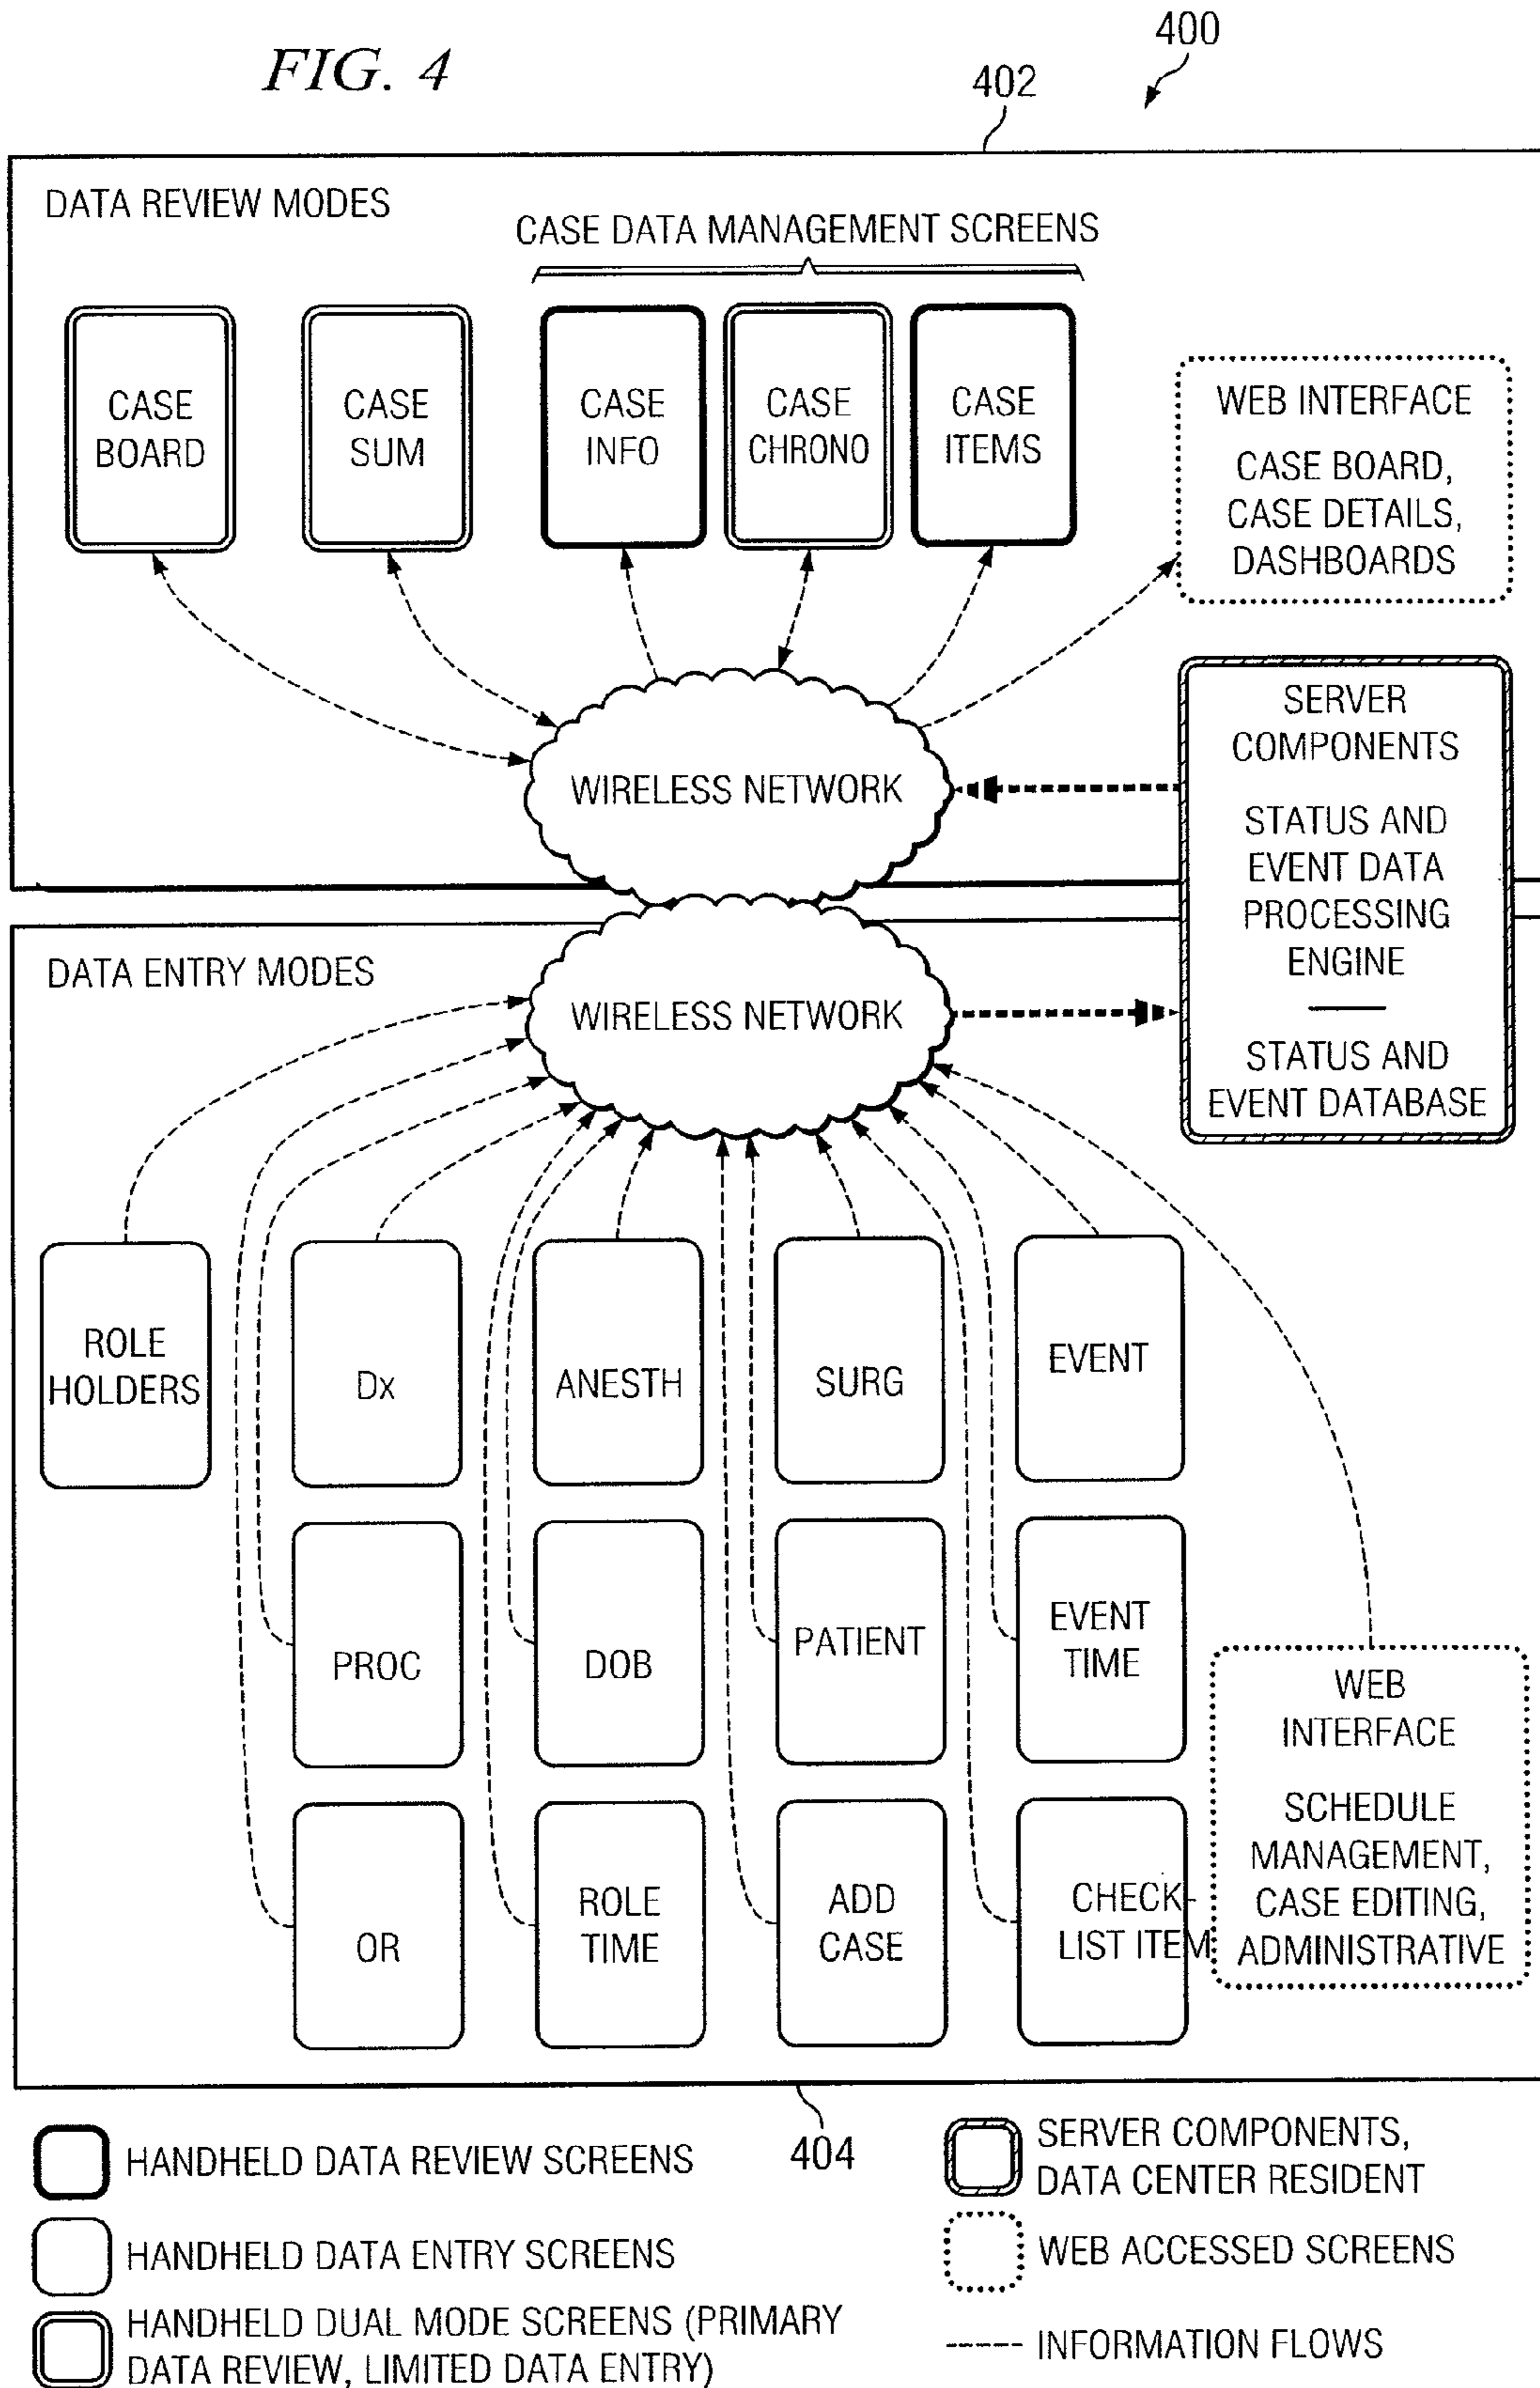 FIG. 4
400
402
DATA REVIEW MODES
CASE DATA MANAGEMENT SCREENS
CASE
BOARD
CASE
SUM
CASE
INFO
CASE
CHRONO
CASE
ITEMS
WEB INTERFACE
CASE BOARD,
CASE DETAILS,
DASHBOARDS
WIRELESS NETWORK
SERVER
COMPONENTS
STATUS AND
EVENT DATA
PROCESSING
ENGINE
STATUS AND
EVENT DATABASE
DATA ENTRY MODES
WIRELESS NETWORK
ROLE
HOLDERS
Dx
ANESTH
SURG
EVENT
PROC
DOB
PATIENT
EVENT
TIME
OR
ROLE
TIME
ADD
CASE
CHECK-
LIST ITEM
WEB
INTERFACE
SCHEDULE
MANAGEMENT,
CASE EDITING,
ADMINISTRATIVE
404
HANDHELD DATA REVIEW SCREENS
HANDHELD DATA ENTRY SCREENS
HANDHELD DUAL MODE SCREENS (PRIMARY
DATA REVIEW, LIMITED DATA ENTRY)
SERVER COMPONENTS,
DATA CENTER RESIDENT
WEB ACCESSED SCREENS
INFORMATION FLOWS